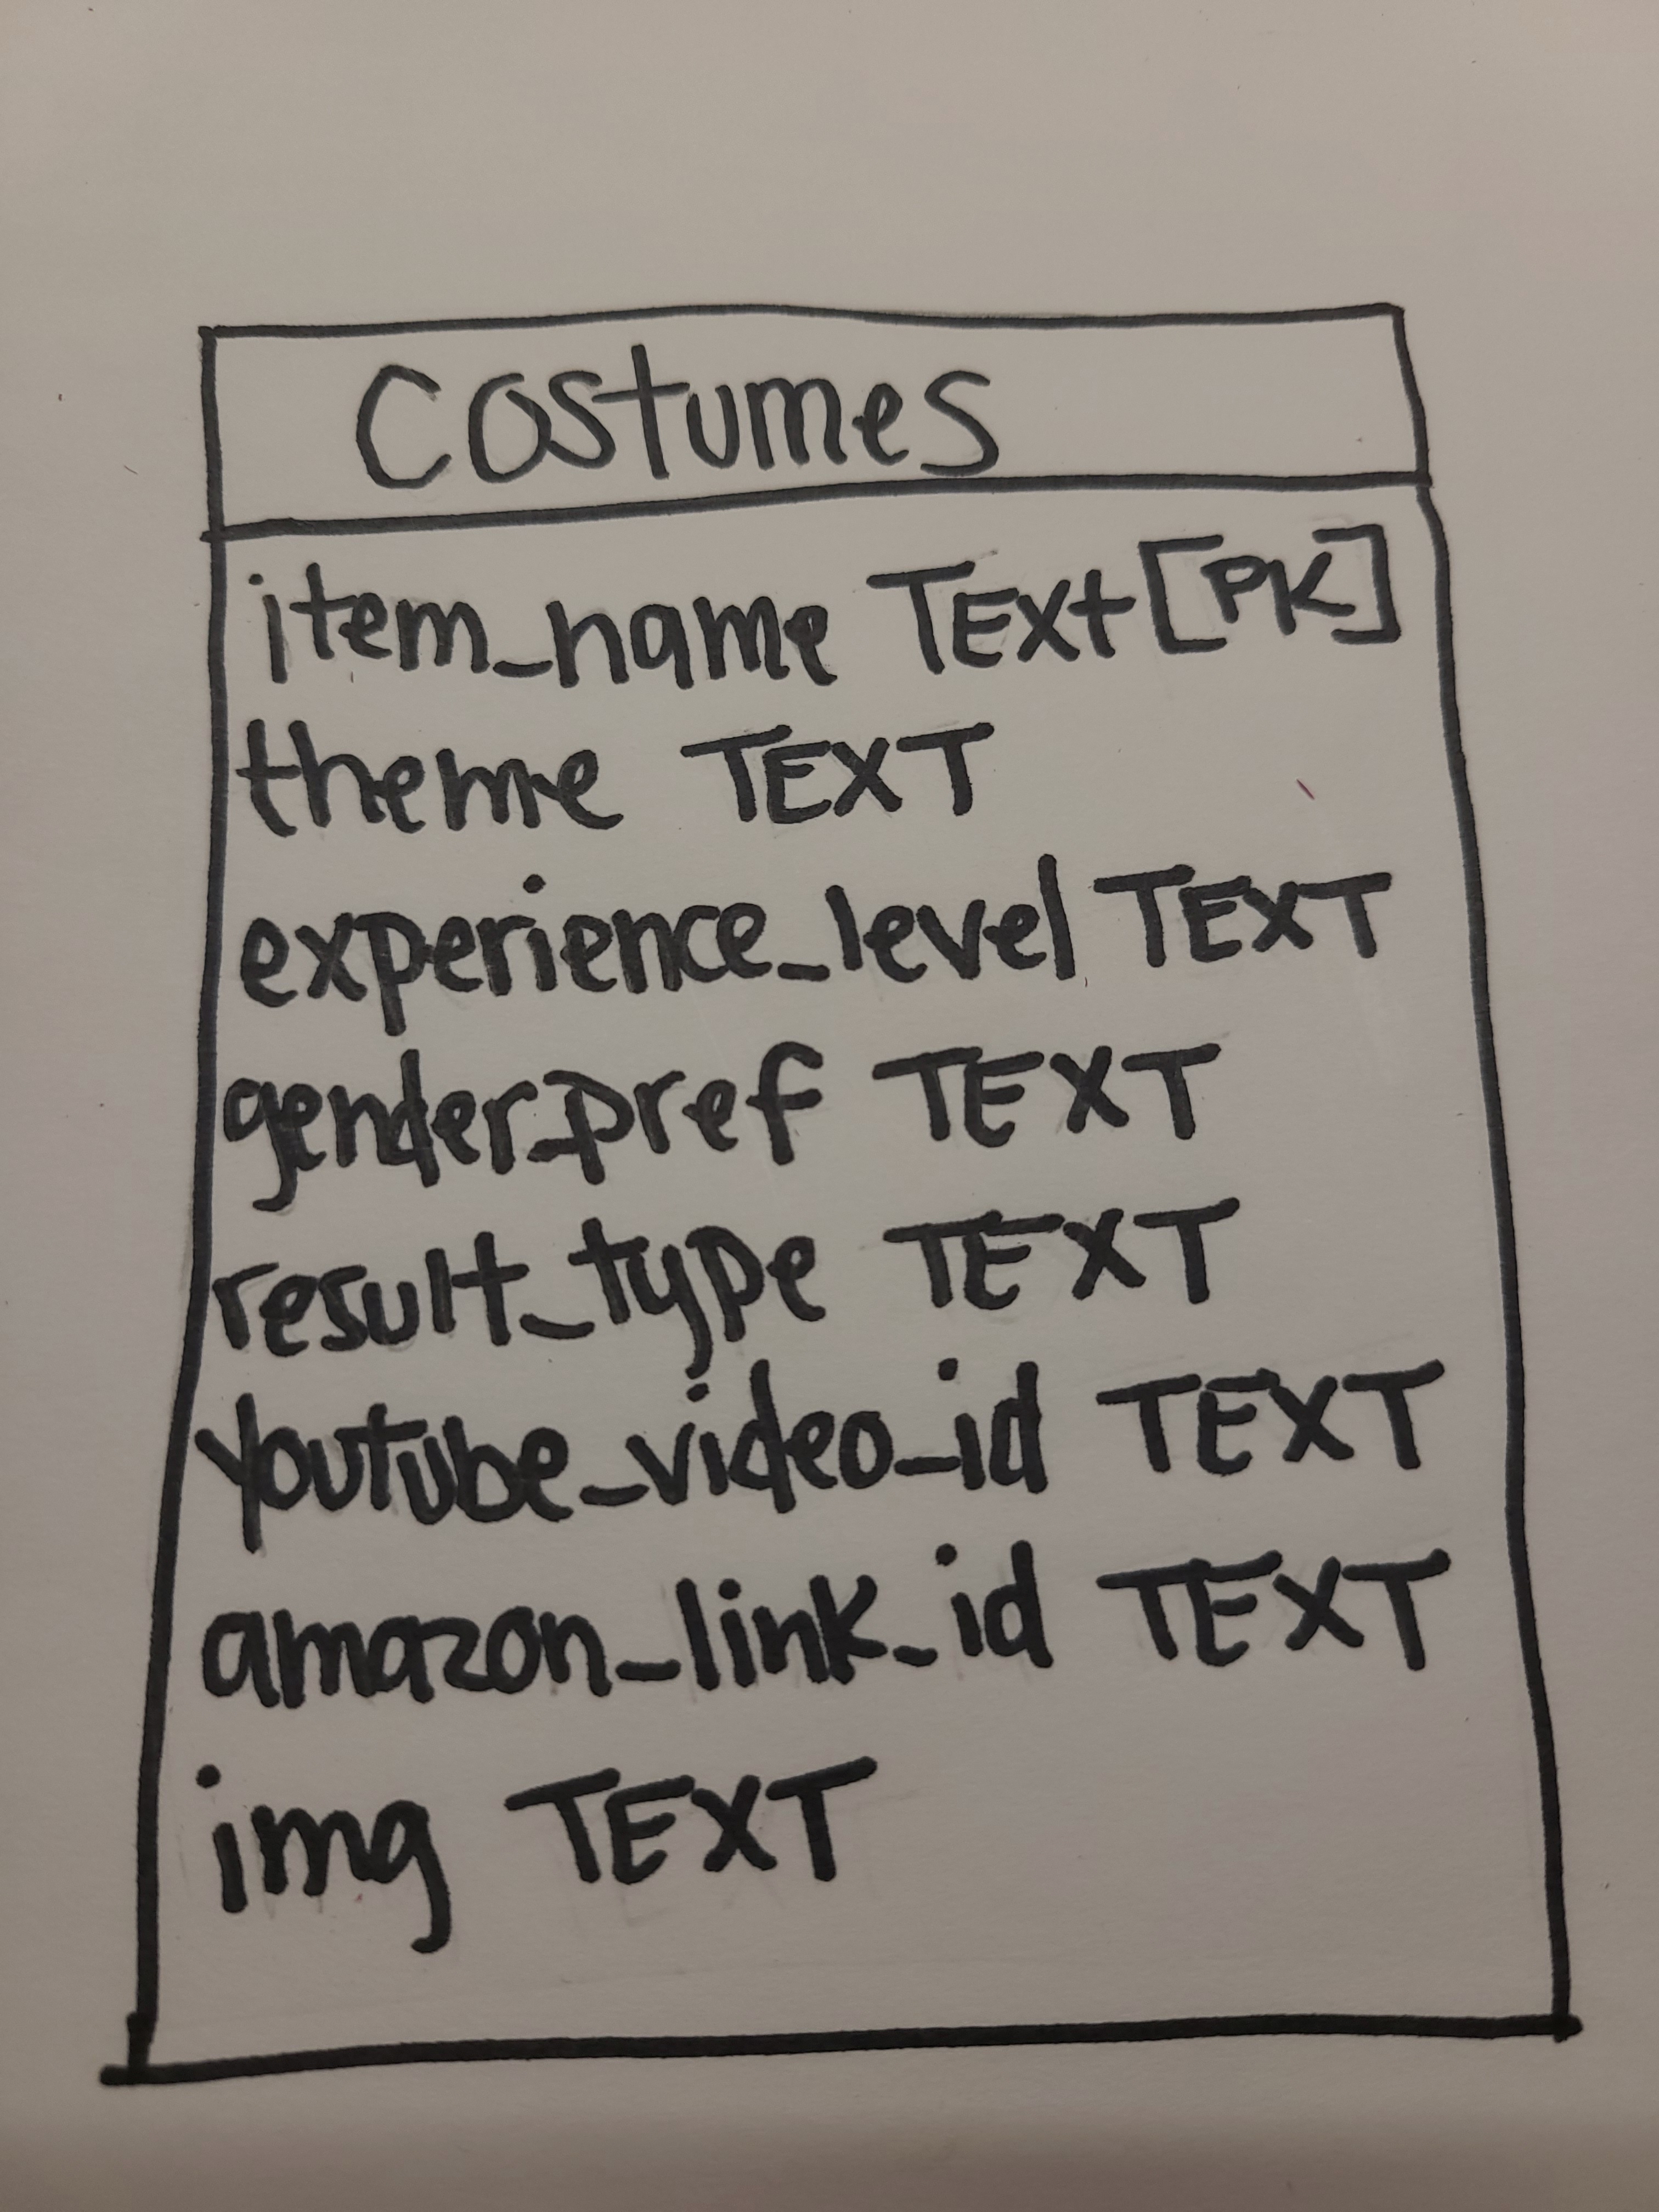 Costumes
item_name TEXt [PK]
theme TEXT
experience_level TEXT
gender_pref TEXT
result_type TEXT
youtube_video_id TEXT
amazon_link_id TEXT
img TEXT